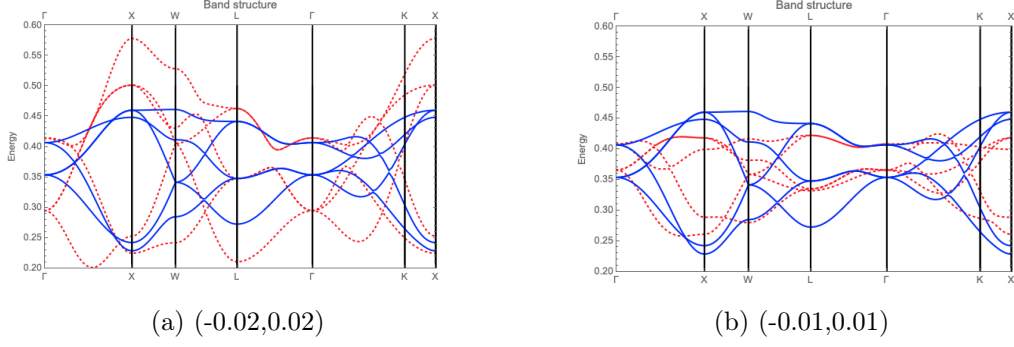 Band structure
Γ X W L Γ K X
0.60
0.55
0.50
0.45
0.40
0.35
0.30
0.25
0.20
Energy
Γ X W L Γ K X
(a) (-0.02,0.02)
Band structure
Γ X W L Γ K X
0.60
0.55
0.50
0.45
0.40
0.35
0.30
0.25
0.20
Energy
Γ X W L Γ K X
(b) (-0.01,0.01)